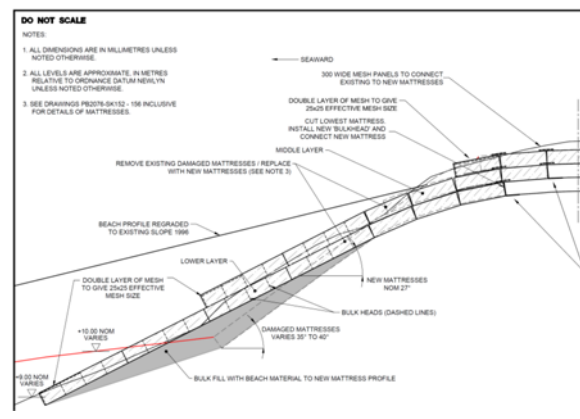 DO NOT SCALE
NOTES:
1. ALL DIMENSIONS ARE IN MILLIMETRES UNLESS
NOTED OTHERWISE.
2. ALL LEVELS ARE APPROXIMATE, IN METRES
RELATIVE TO ORDNANCE DATUM NEWLYN
UNLESS NOTED OTHERWISE.
3. SEE DRAWINGS PB2076-SK152 - 156 INCLUSIVE
FOR DETAILS OF MATTRESSES.
SEAWARD
300 WIDE MESH PANELS TO CONNECT
EXISTING TO NEW MATTRESSES
DOUBLE LAYER OF MESH TO GIVE
25x25 EFFECTIVE MESH SIZE
CUT LOWEST MATTRESS.
INSTALL NEW 'BULKHEAD' AND
CONNECT NEW MATTRESS
MIDDLE LAYER
REMOVE EXISTING DAMAGED MATTRESSES / REPLACE
WITH NEW MATTRESSES (SEE NOTE 3)
BEACH PROFILE REGRADED
TO EXISTING SLOPE 1996
LOWER LAYER
DOUBLE LAYER OF MESH
TO GIVE 25x25 EFFECTIVE
MESH SIZE
NEW MATTRESSES
NOM 27°
BULK HEADS (DASHED LINES)
+10.00 NOM
VARIES
DAMAGED MATTRESSES
VARIES 35° TO 40°
+9.00 NOM
VARIES
BULK FILL WITH BEACH MATERIAL TO NEW MATTRESS PROFILE